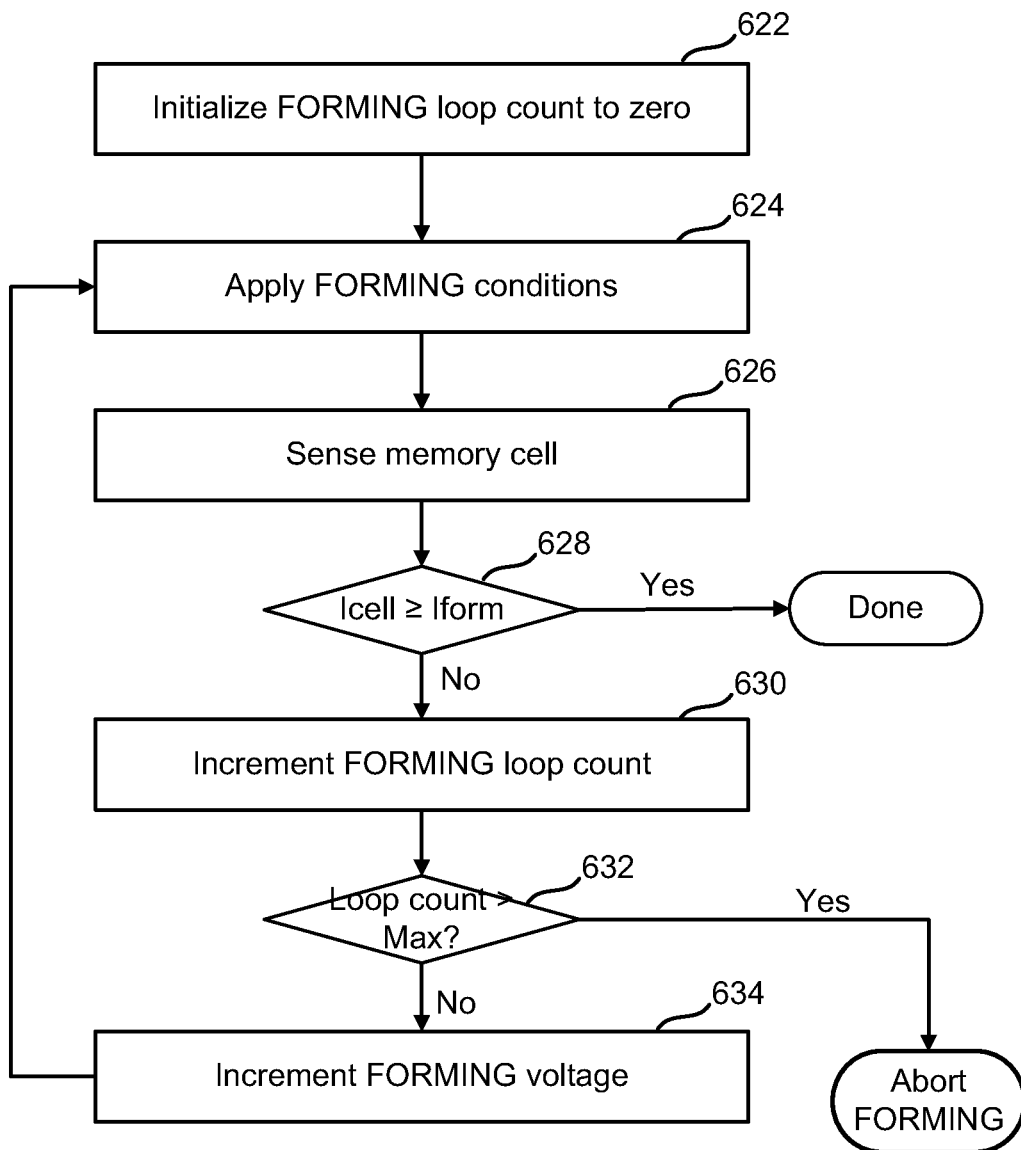 622
Initialize FORMING loop count to zero
624
Apply FORMING conditions
626
Sense memory cell
628
Icell ≥ Iform
Yes
Done
No
630
Increment FORMING loop count
632
Loop count >
Max?
Yes
No
634
Increment FORMING voltage
Abort
FORMING